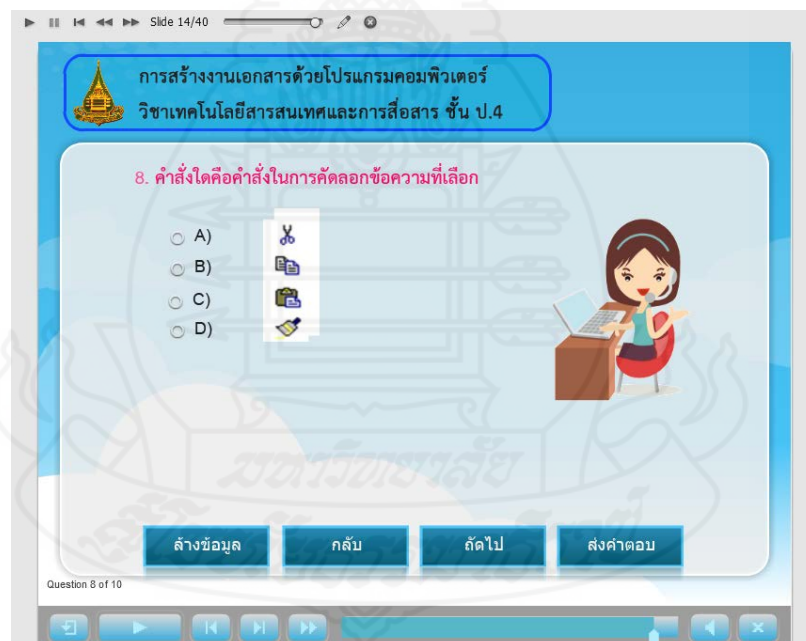 Slide 14/40
การสร้างงานเอกสารด้วยโปรแกรมคอมพิวเตอร์
วิชาเทคโนโลยีสารสนเทศและการสื่อสาร ชั้น ป.4
8. คำสั่งใดคือคำสั่งในการคัดลอกข้อความที่เลือก
A)
B)
C)
D)
ล้างข้อมูล
กลับ
ถัดไป
ส่งคำตอบ
Question 8 of 10